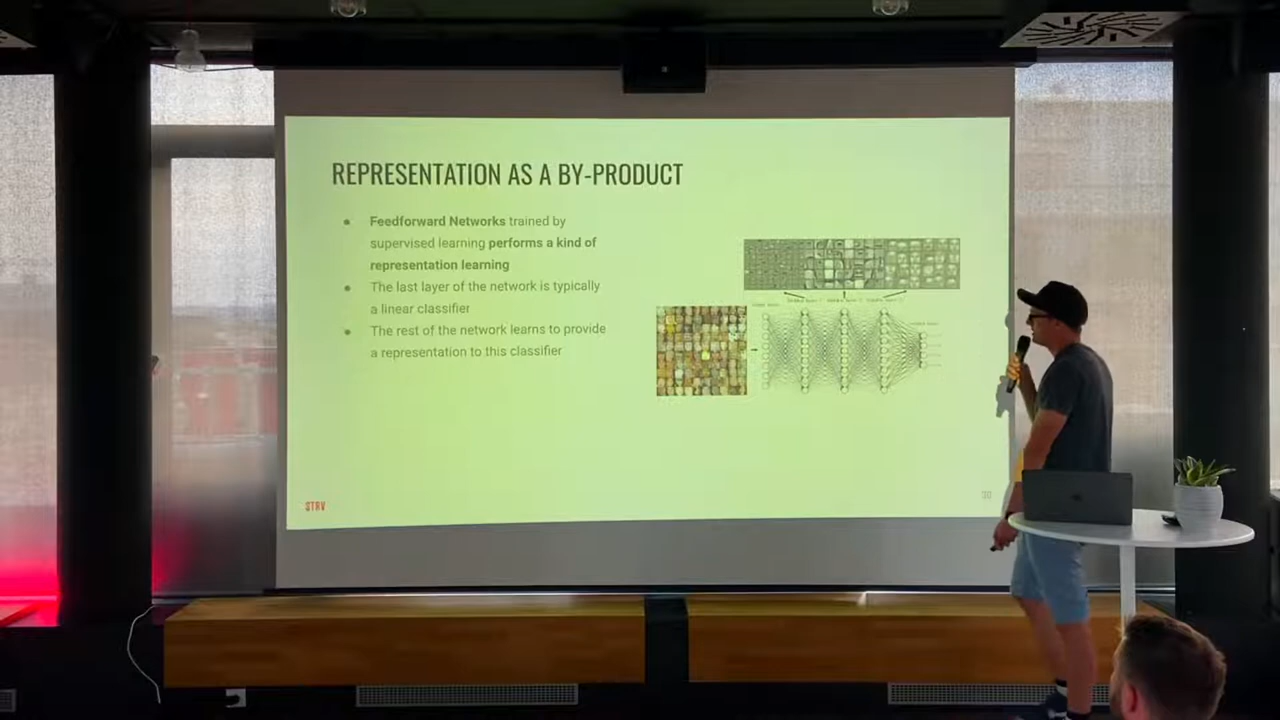 REPRESENTATION AS A BY-PRODUCT
Feedforward Networks trained by
supervised learning performs a kind of
representation learning
The last layer of the network is typically
a linear classifier
The rest of the network learns to provide
a representation to this classifier
STRV
30